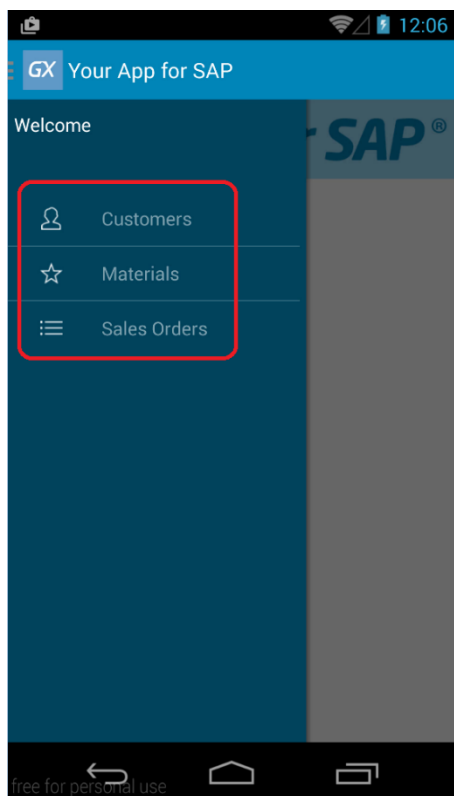 12:06
GX Your App for SAP
Welcome
r SAP®
Customers
Materials
Sales Orders
free for personal use